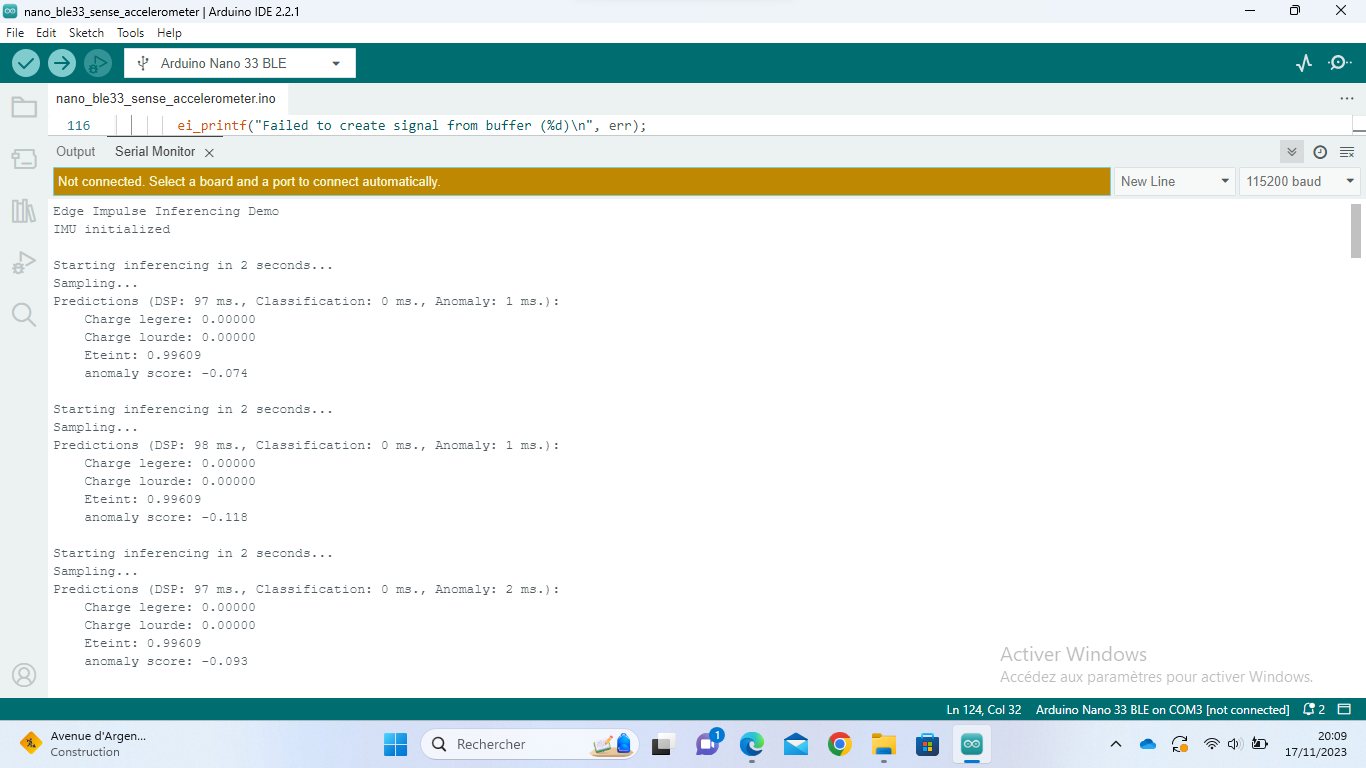 nano_ble33_sense_accelerometer | Arduino IDE 2.2.1
File Edit Sketch Tools Help
Arduino Nano 33 BLE
nano_ble33_sense_accelerometer.ino
116 ei_printf("Failed to create signal from buffer (%d)\n", err);
Output Serial Monitor
Not connected. Select a board and a port to connect automatically.
New Line
115200 baud
Edge Impulse Inferencing Demo
IMU initialized
Starting inferencing in 2 seconds...
Sampling...
Predictions (DSP: 97 ms., Classification: 0 ms., Anomaly: 1 ms.):
Charge legere: 0.00000
Charge lourde: 0.00000
Eteint: 0.99609
anomaly score: -0.074
Starting inferencing in 2 seconds...
Sampling...
Predictions (DSP: 98 ms., Classification: 0 ms., Anomaly: 1 ms.):
Charge legere: 0.00000
Charge lourde: 0.00000
Eteint: 0.99609
anomaly score: -0.118
Starting inferencing in 2 seconds...
Sampling...
Predictions (DSP: 97 ms., Classification: 0 ms., Anomaly: 2 ms.):
Charge legere: 0.00000
Charge lourde: 0.00000
Eteint: 0.99609
anomaly score: -0.093
Activer Windows
Accédez aux paramètres pour activer Windows.
Ln 124, Col 32 Arduino Nano 33 BLE on COM3 [not connected] 2
Avenue d'Argen...
Construction
Rechercher
1
20:09
17/11/2023